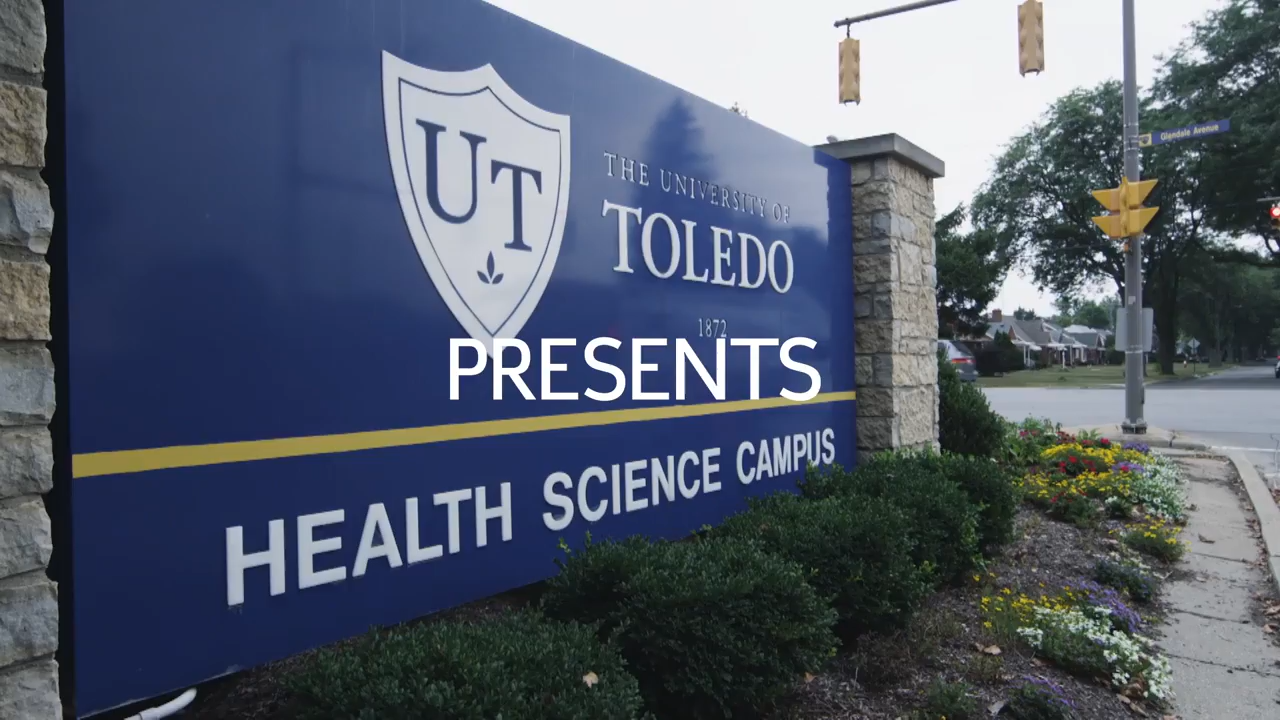 UT
THE UNIVERSITY OF
TOLEDO
1872
PRESENTS
HEALTH SCIENCE CAMPUS
Glendale Avenue